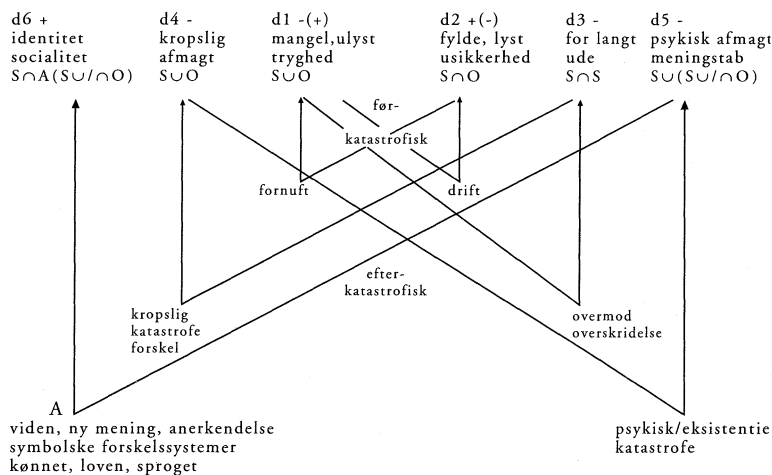 d6 +
identitet
socialitet
S∩A(S∪/∩O)
d4 -
kropslig
afmagt
S∪O
d1 -(+)
mangel,ulyst
tryghed
S∪O
d2 +(-)
fylde, lyst
usikkerhed
S∩O
d3 -
for langt
ude
S∩S
d5 -
psykisk afmagt
meningstab
S∪(S∪/∩O)
før-
katastrofisk
fornuft
drift
efter-
katastrofisk
kropslig
katastrofe
forskel
overmod
overskridelse
A
viden, ny mening, anerkendelse
symbolske forskelssystemer
kønnet, loven, sproget
psykisk/eksistentie
katastrofe